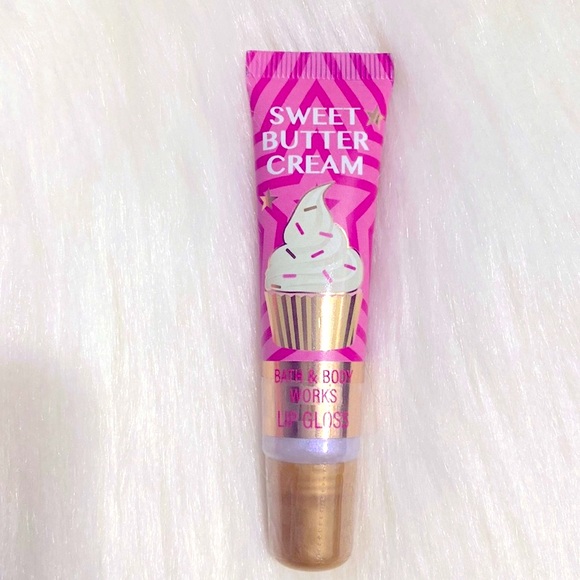 SWEET
BUTTER
CREAM
BATH & BODY
WORKS
LIP GLOSS